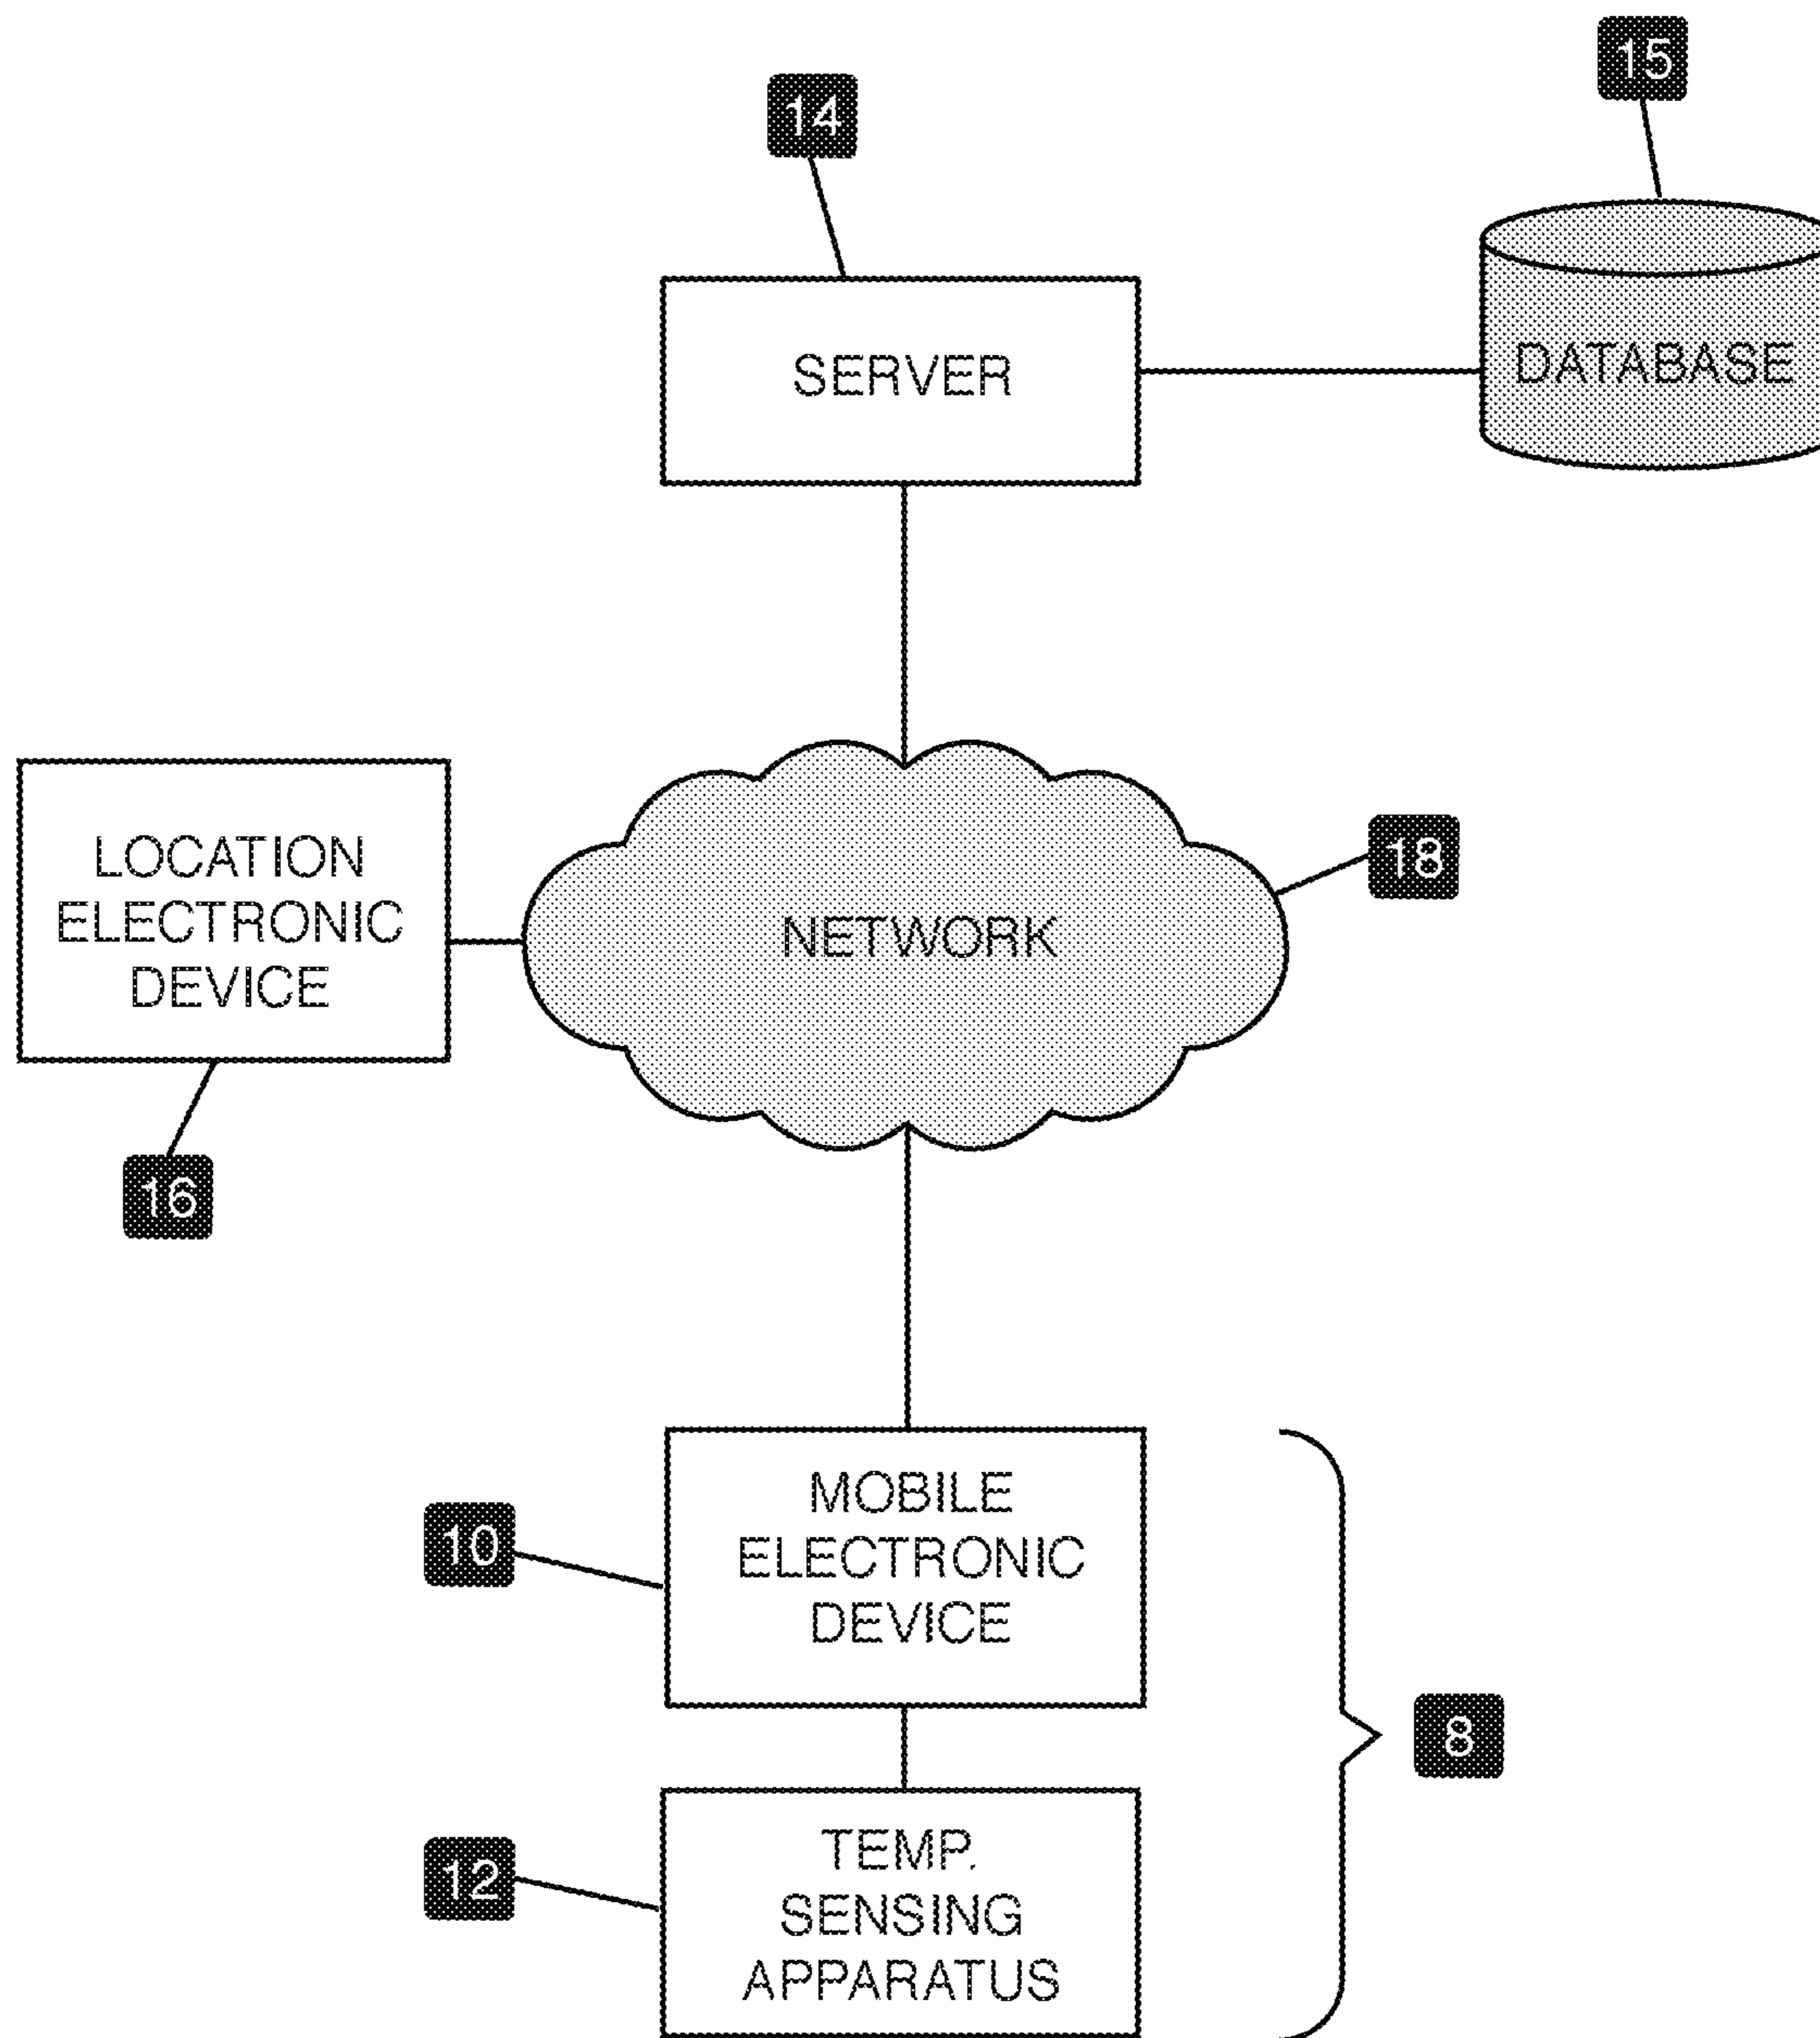 15
14
SERVER
DATABASE
LOCATION
ELECTRONIC
DEVICE
18
NETWORK
16
MOBILE
ELECTRONIC
DEVICE
10
8
TEMP.
SENSING
APPARATUS
12